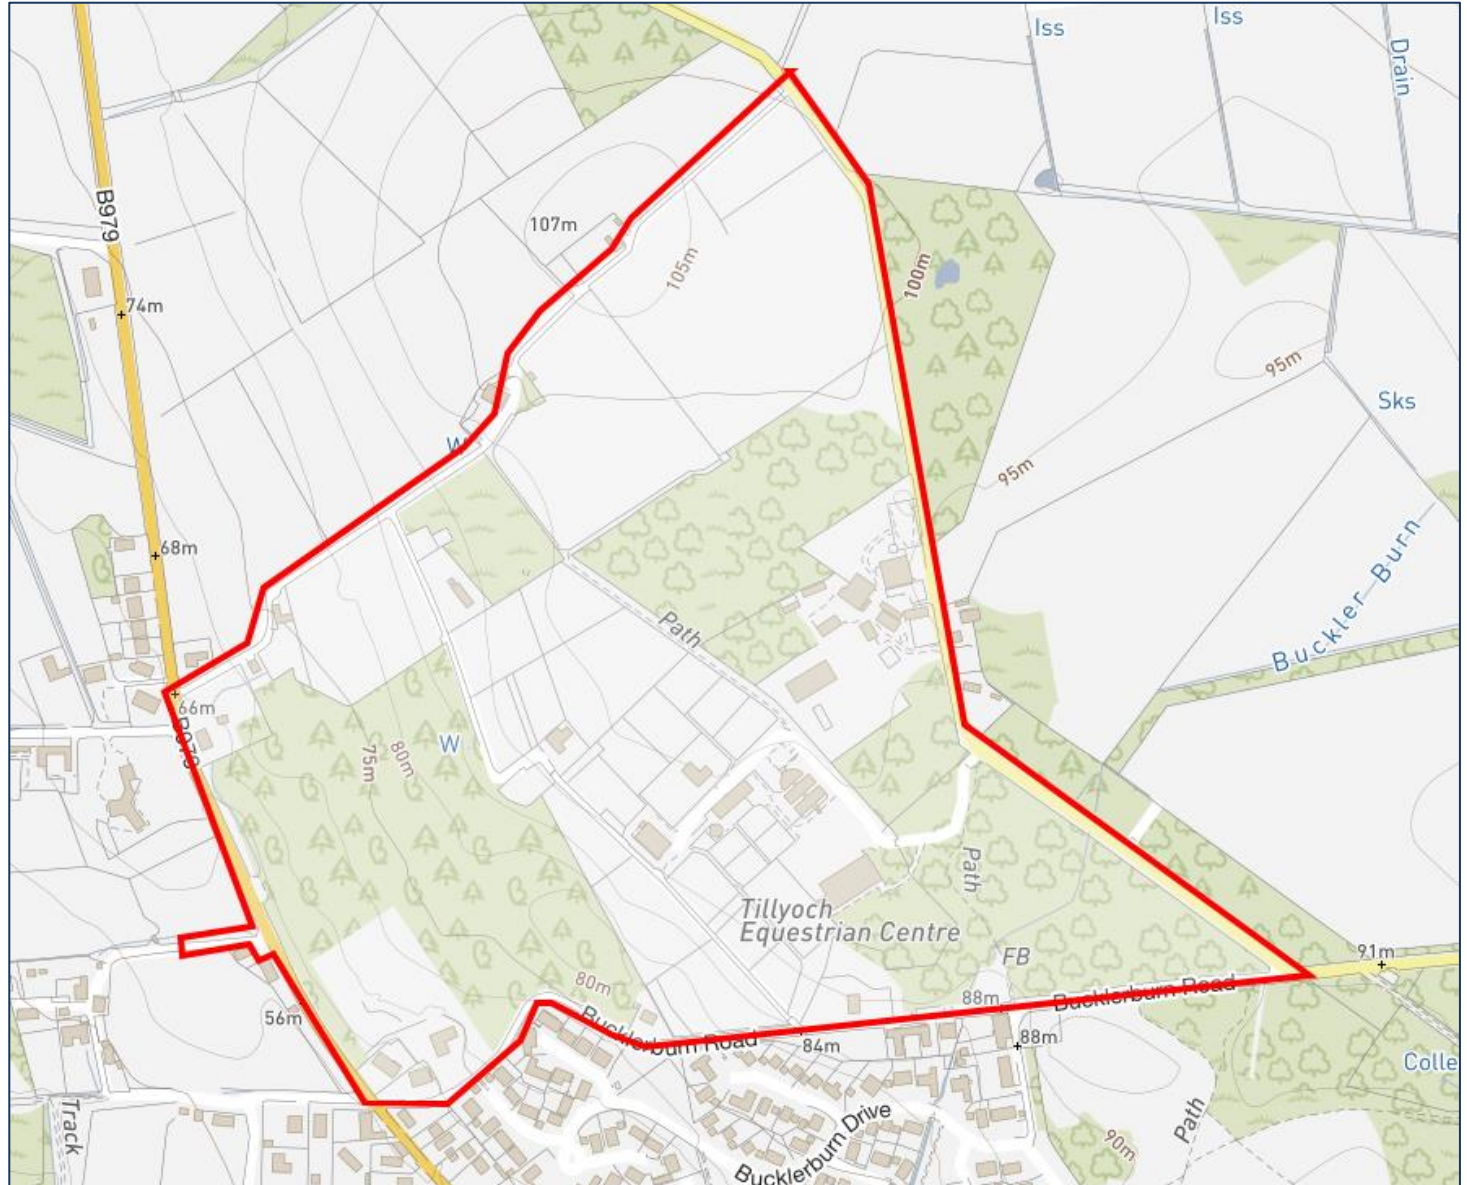 Iss
Iss
Drain
B979
107m
105m
100m
74m
95m
Sks
W
95m
68m
Buckler Burn
Path
66m
B979
W
75m
80m
Path
Tillyoch
Equestrian Centre
FB
91m
80m
88m
Bucklerburn Road
56m
Bucklerburn Road
84m
88m
Colle
Track
Bucklerburn Drive
Path
90m